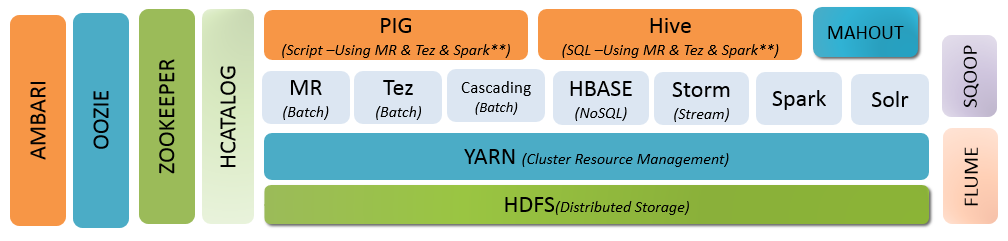 AMBARI
OOZIE
ZOOKEEPER
HCATALOG
PIG
(Script –Using MR & Tez & Spark**)
Hive
(SQL –Using MR & Tez & Spark**)
MAHOUT
MR
(Batch)
Tez
(Batch)
Cascading
(Batch)
HBASE
(NoSQL)
Storm
(Stream)
Spark
Solr
YARN (Cluster Resource Management)
HDFS(Distributed Storage)
SQOOP
FLUME